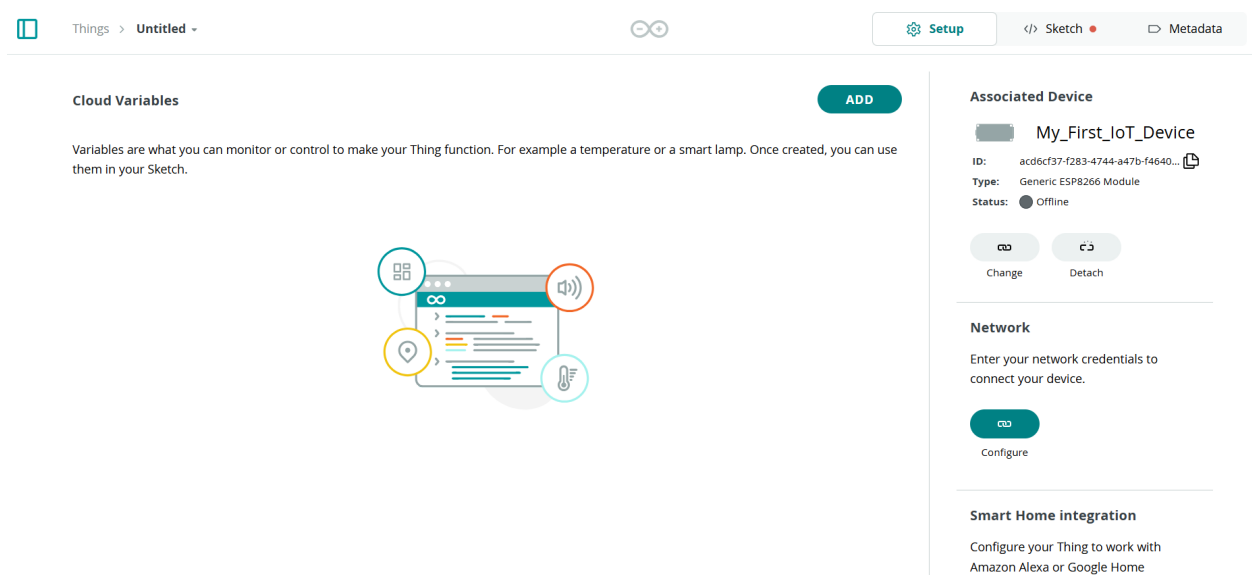 Things > Untitled
Setup
</> Sketch
Metadata
Cloud Variables
ADD
Variables are what you can monitor or control to make your Thing function. For example a temperature or a smart lamp. Once created, you can use
them in your Sketch.
Associated Device
My_First_IoT_Device
ID: acd6cf37-f283-4744-a47b-f4640...
Type: Generic ESP8266 Module
Status: Offline
Change
Detach
Network
Enter your network credentials to
connect your device.
Configure
Smart Home integration
Configure your Thing to work with
Amazon Alexa or Google Home